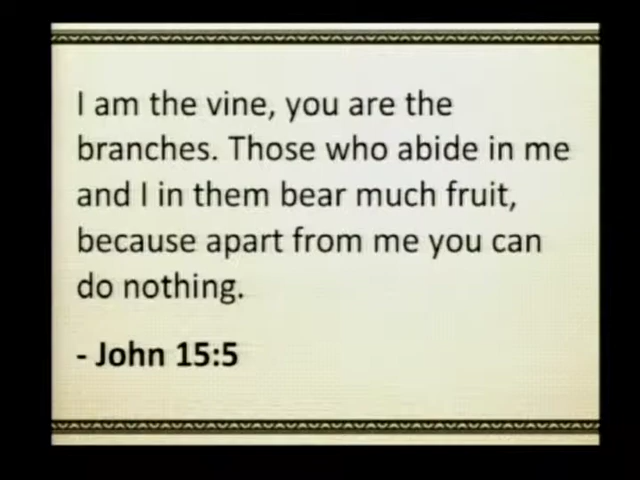 I am the vine, you are the
branches. Those who abide in me
and I in them bear much fruit,
because apart from me you can
do nothing.
- John 15:5